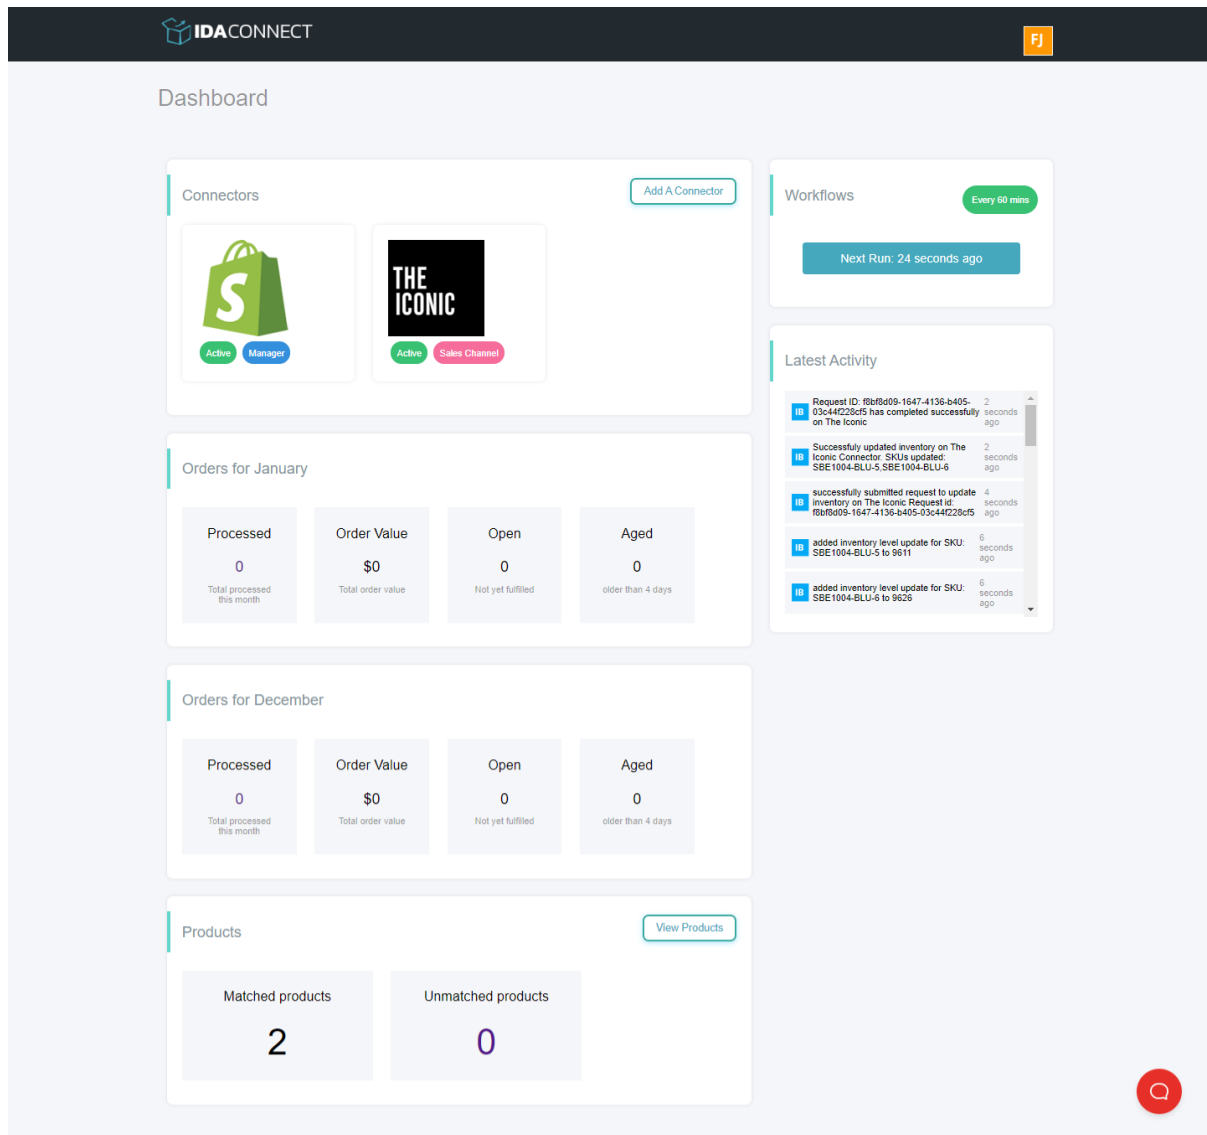 IDACONNECT
FJ
Dashboard
Connectors
Add A Connector
S
Active
Manager
THE
ICONIC
Active
Sales Channel
Workflows
Every 60 mins
Next Run: 24 seconds ago
Latest Activity
IB
Request ID: f8bf8d09-1647-4136-b405-
03c44f228cf5 has completed successfully
on The Iconic
2
seconds
ago
IB
Successfuly updated inventory on The
Iconic Connector. SKUs updated:
SBE1004-BLU-5,SBE1004-BLU-6
2
seconds
ago
IB
successfully submitted request to update
inventory on The Iconic Request id:
f8bf8d09-1647-4136-b405-03c44f228cf5
4
seconds
ago
IB
added inventory level update for SKU:
SBE1004-BLU-5 to 9611
6
seconds
ago
IB
added inventory level update for SKU:
SBE1004-BLU-6 to 9626
6
seconds
ago
Orders for January
Processed
0
Total processed
this month
Order Value
$0
Total order value
Open
0
Not yet fulfilled
Aged
0
older than 4 days
Orders for December
Processed
0
Total processed
this month
Order Value
$0
Total order value
Open
0
Not yet fulfilled
Aged
0
older than 4 days
Products
View Products
Matched products
2
Unmatched products
0